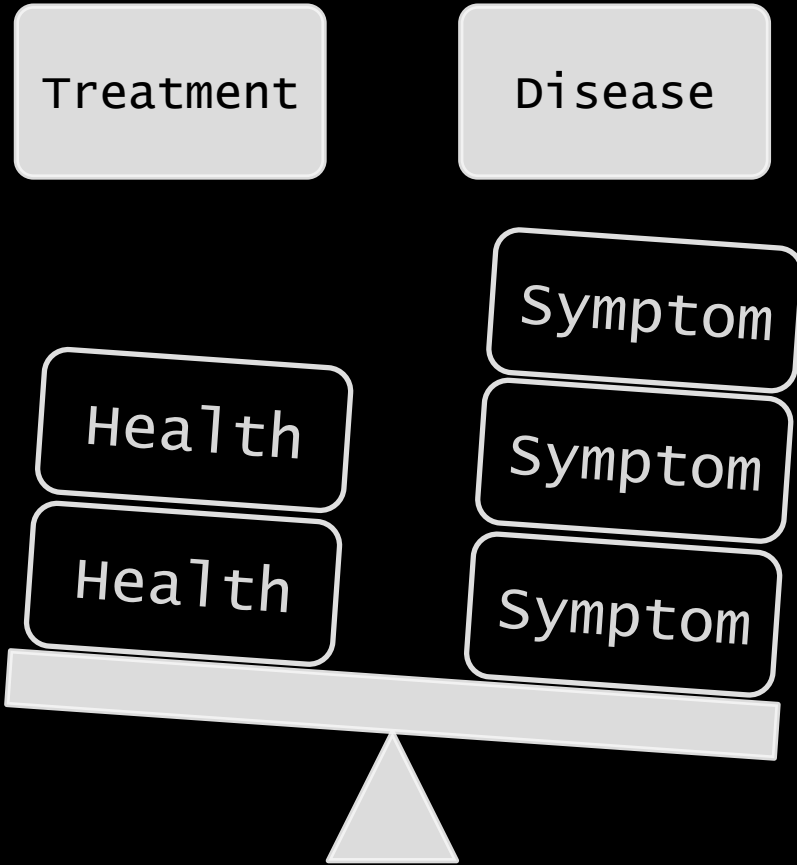 Treatment
Disease
Symptom
Health
Symptom
Health
Symptom